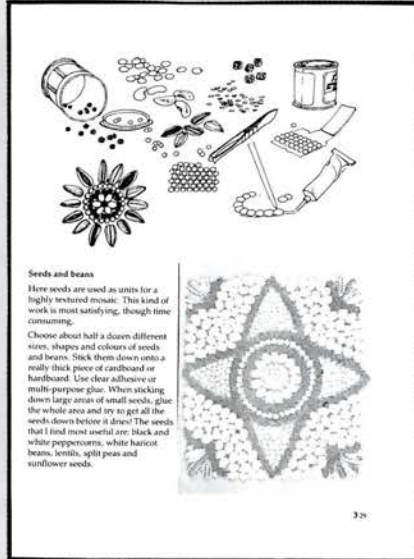 Seeds and beans
Here seeds are used as units for a
highly textured mosaic. This kind of
work is most satisfying, though time
consuming.
Choose about half a dozen different
sizes, shapes and colours of seeds
and beans. Stick them down onto a
really thick piece of cardboard or
hardboard. Use clear adhesive or
multi-purpose glue. When sticking
down large areas of small seeds, glue
the whole area and try to get all the
seeds down before it dries! The seeds
that I find most useful are: black and
white peppercorns, white haricot
beans, lentils, split peas and
sunflower seeds.